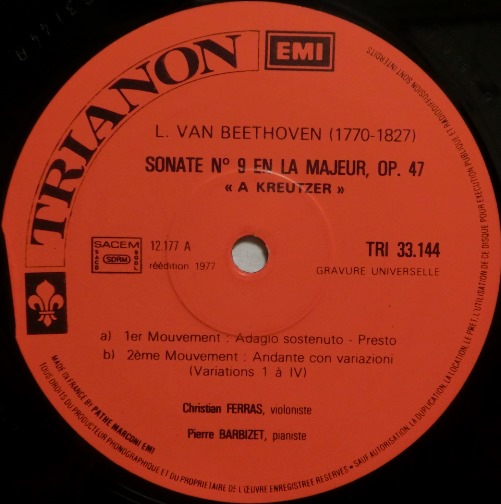 TRIANON
EMI
L. VAN BEETHOVEN (1770-1827)
SONATE N° 9 EN LA MAJEUR, OP. 47
« A KREUTZER »
SACEM
SDRM
12.177 A
réédition 1977
TRI 33.144
GRAVURE UNIVERSELLE
a) 1er Mouvement : Adagio sostenuto - Presto
b) 2ème Mouvement : Andante con variazioni
(Variations 1 à IV)
Christian FERRAS, violoniste
Pierre BARBIZET, pianiste
MADE IN FRANCE BY PATHE MARCONI EMI
TOUS DROITS DU PRODUCTEUR PHONOGRAPHIQUE ET DU PROPRIETAIRE DE L'ŒUVRE ENREGISTREE RESERVES • SAUF AUTORISATION, LA DUPLICATION, LA LOCATION, LE PRET, L'UTILISATION DE CE DISQUE POUR EXECUTION PUBLIQUE ET RADIODIFFUSION SONT INTERDITS